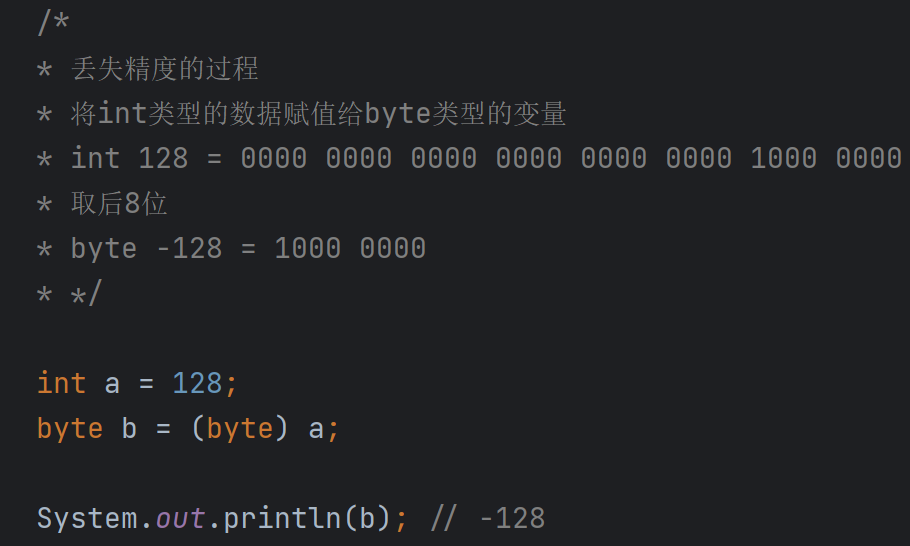 /*
* 丢失精度的过程
* 将int类型的数据赋值给byte类型的变量
* int 128 = 0000 0000 0000 0000 0000 0000 1000 0000
* 取后8位
* byte -128 = 1000 0000
* */
int a = 128;
byte b = (byte) a;
System.out.println(b); // -128